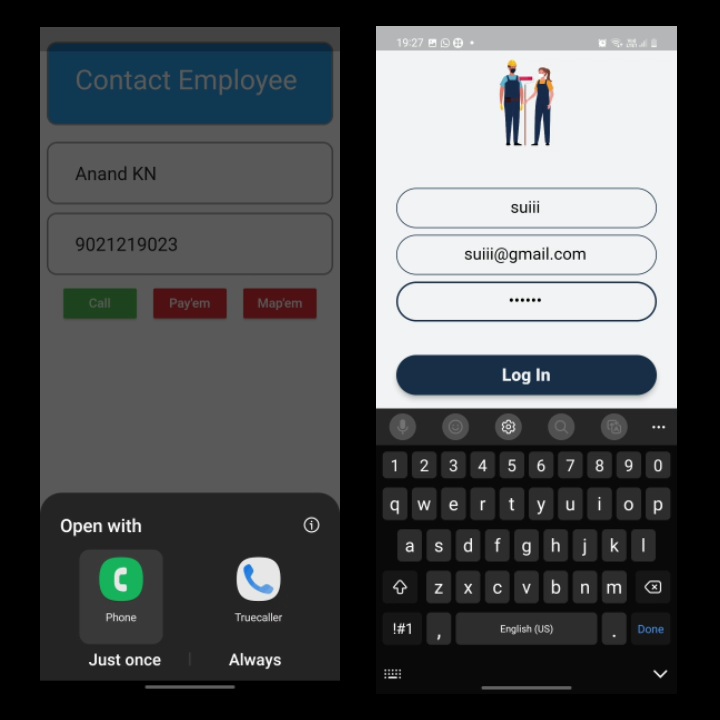 Contact Employee
Anand KN
9021219023
Call Pay'em Map'em
Open with
Phone Truecaller
Just once Always
19:27
suiii
suiii@gmail.com
••••••
Log In
1 2 3 4 5 6 7 8 9 0
q w e r t y u i o p
a s d f g h j k l
z x c v b n m
!#1 , English (US) . Done